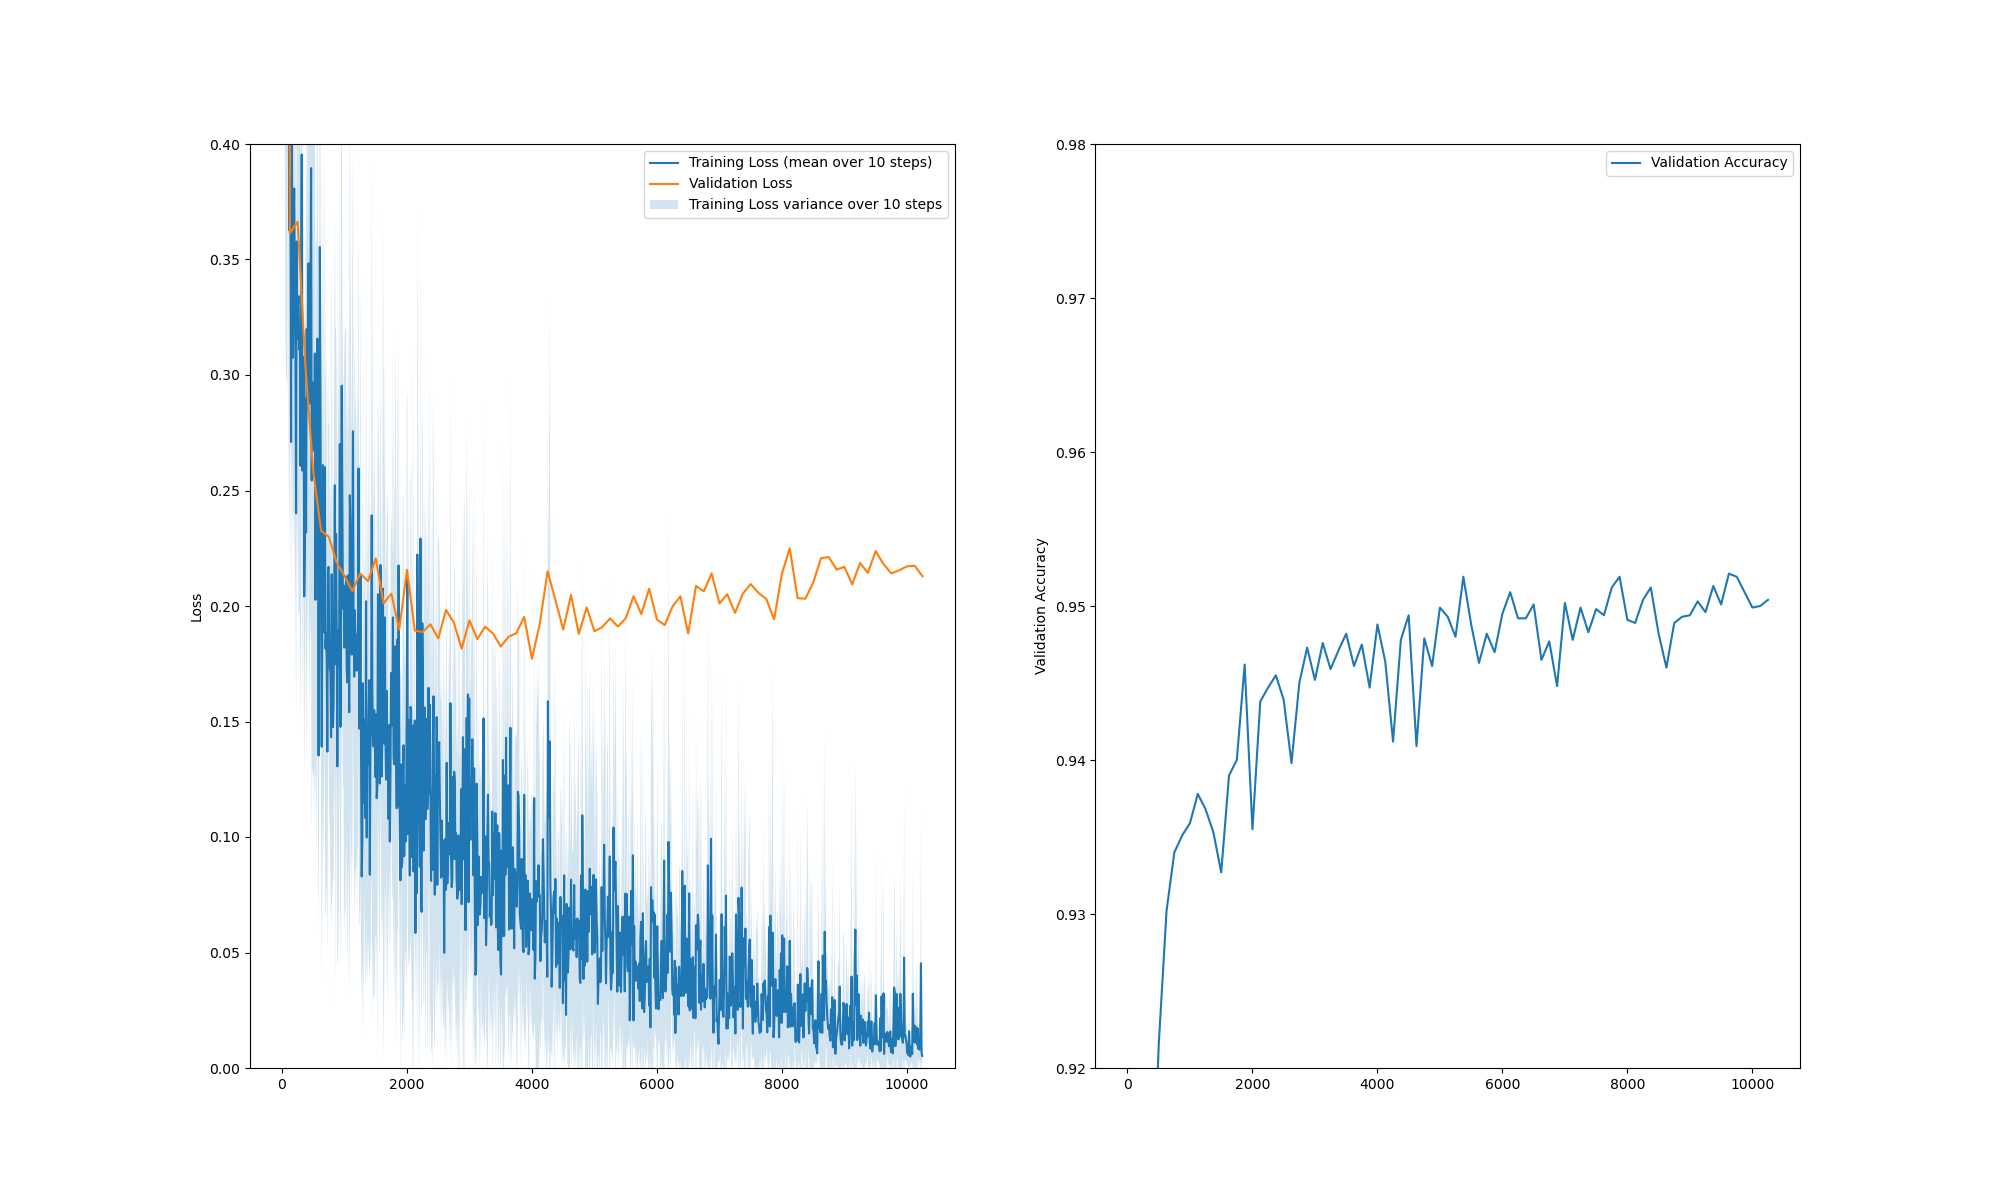 Training Loss (mean over 10 steps)
Validation Loss
Training Loss variance over 10 steps
Loss
0.40
0.35
0.30
0.25
0.20
0.15
0.10
0.05
0.00
0 2000 4000 6000 8000 10000
Validation Accuracy
Validation Accuracy
0.98
0.97
0.96
0.95
0.94
0.93
0.92
0 2000 4000 6000 8000 10000